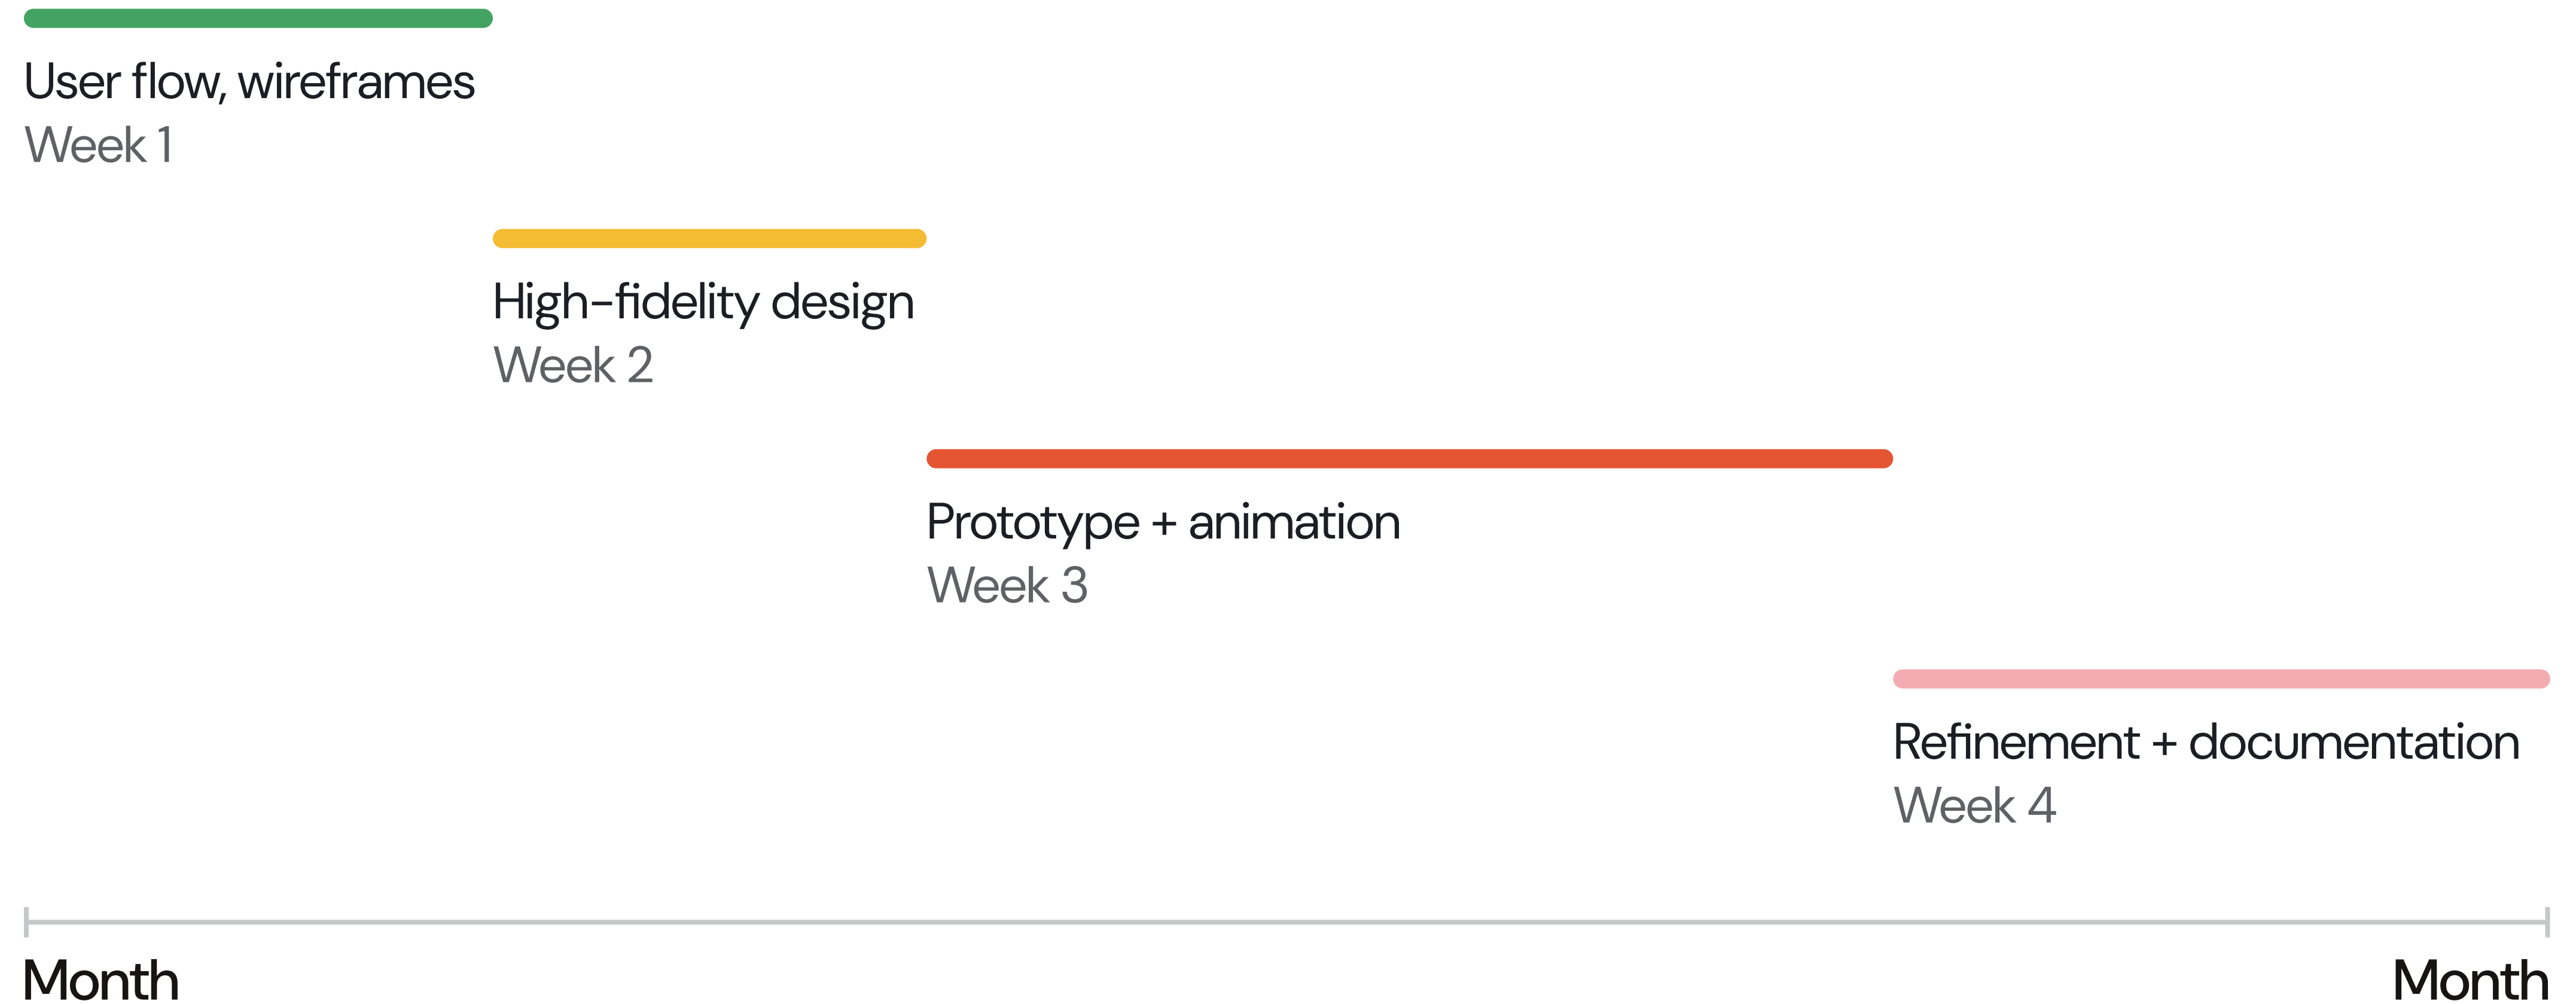 User flow, wireframes
Week 1
High-fidelity design
Week 2
Prototype + animation
Week 3
Refinement + documentation
Week 4
Month
Month